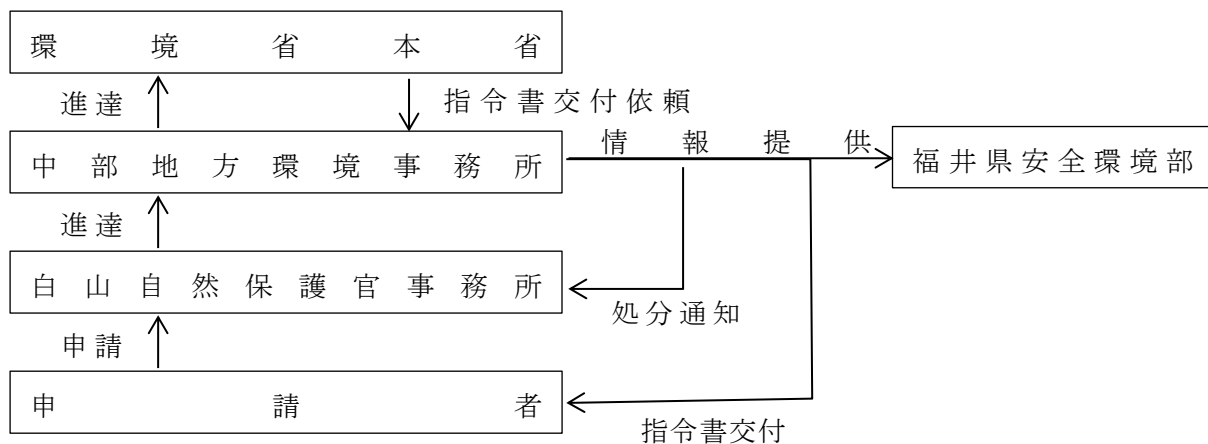 環境省本省
進達
指令書交付依頼
情報提供
中部地方環境事務所
福井県安全環境部
進達
白山自然保護官事務所
処分通知
申請
申請者
指令書交付